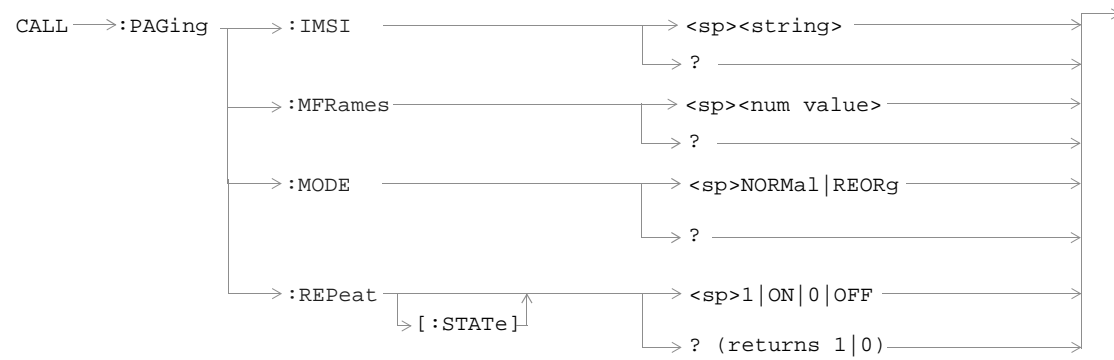 CALL :PAGing :IMSI <sp><string>
?
:MFRames <sp><num value>
?
:MODE <sp>NORMal|REORg
?
:REPeat <sp>1|ON|0|OFF
[:STATe]
? (returns 1|0)